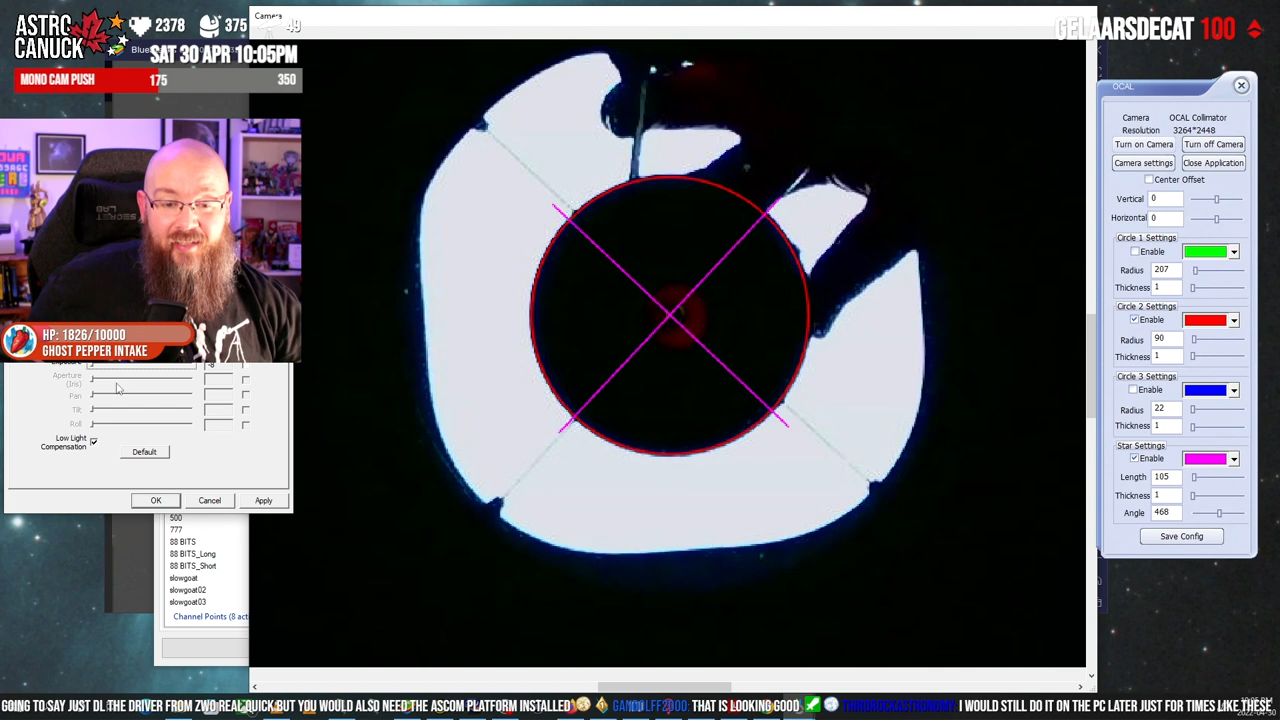 ASTRO
CANUCK
2378
375
49
SAT 30 APR 10:05PM
MONO CAM PUSH
175
350
Camera
GELAARSDECAT 100
HP: 1826/10000
GHOST PEPPER INTAKE
Aperture
(Iris)
Pan
Tilt
Roll
Low Light
Compensation
Default
OK
Cancel
Apply
500
777
88 BITS
88 BITS_Long
88 BITS_Short
slowgoat
slowgoat02
slowgoat03
Channel Points (8 act
OCAL
Camera
OCAL Collimator
Resolution
3264*2448
Turn on Camera
Turn off Camera
Camera settings
Close Application
Center Offset
Vertical
0
Horizontal
0
Circle 1 Settings
Enable
Radius
207
Thickness
1
Circle 2 Settings
Enable
Radius
90
Thickness
1
Circle 3 Settings
Enable
Radius
22
Thickness
1
Star Settings
Enable
Length
105
Thickness
1
Angle
468
Save Config
GOING TO SAY JUST DL THE DRIVER FROM ZWO REAL QUICK BUT YOU WOULD ALSO NEED THE ASCOM PLATFORM INSTALLED GANDULFF2000: THAT IS LOOKING GOOD THIRDROCKASTRONOMY: I WOULD STILL DO IT ON THE PC LATER JUST FOR TIMES LIKE THESE